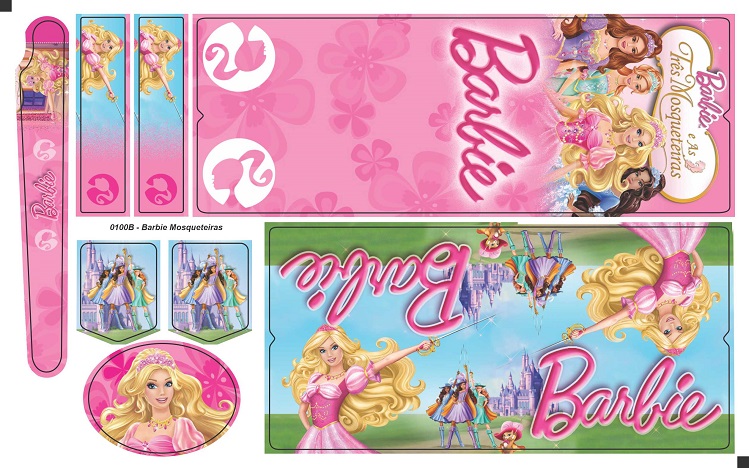 Barbie
Barbie
Barbie
e As
Três Mosqueteiras
0100B - Barbie Mosqueteiras
Barbie
Barbie